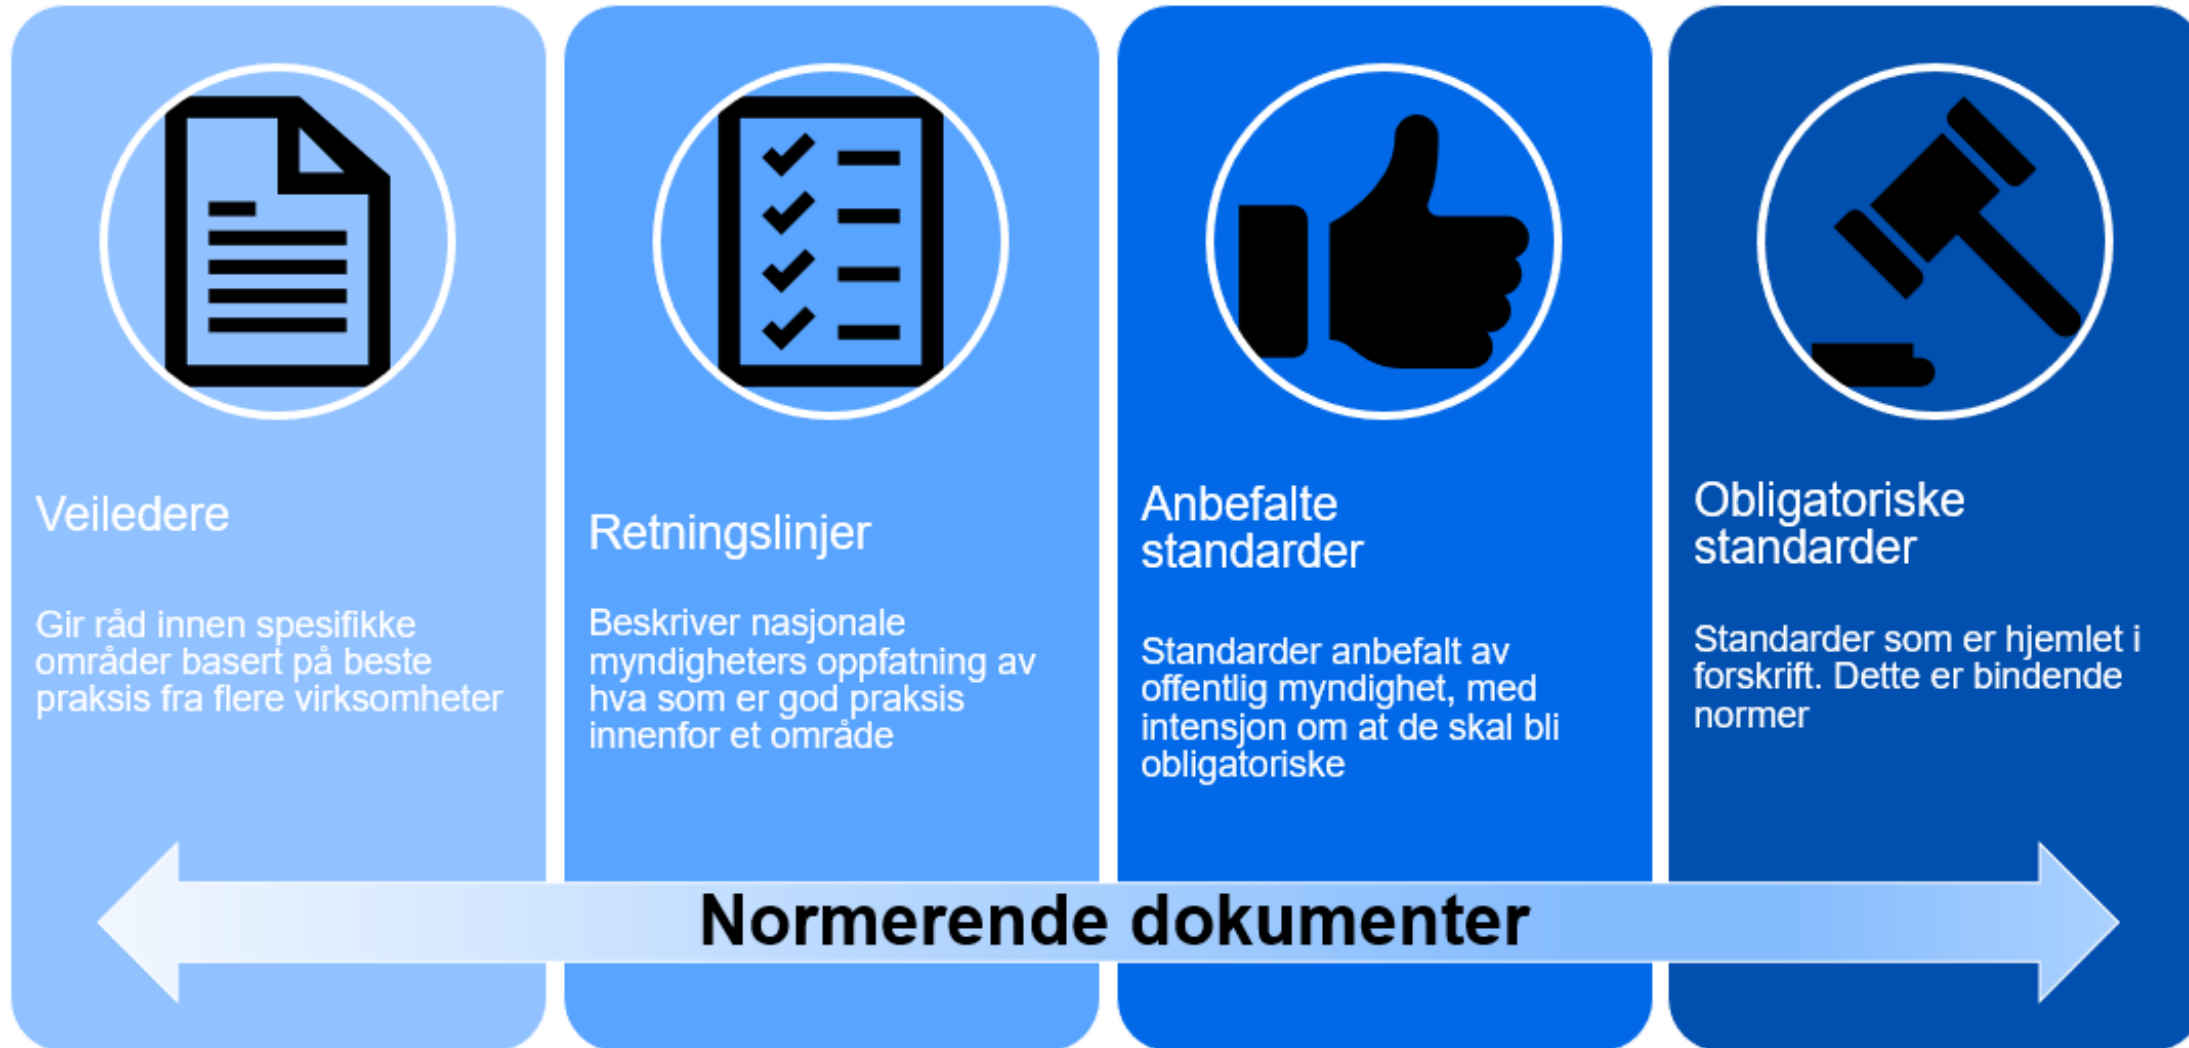 Veiledere
Gir råd innen spesifikke
områder basert på beste
praksis fra flere virksomheter
Retningslinjer
Beskriver nasjonale
myndigheters oppfatning av
hva som er god praksis
innenfor et område
Anbefalte
standarder
Standarder anbefalt av
offentlig myndighet, med
intensjon om at de skal bli
obligatoriske
Obligatoriske
standarder
Standarder som er hjemlet i
forskrift. Dette er bindende
normer
Normerende dokumenter